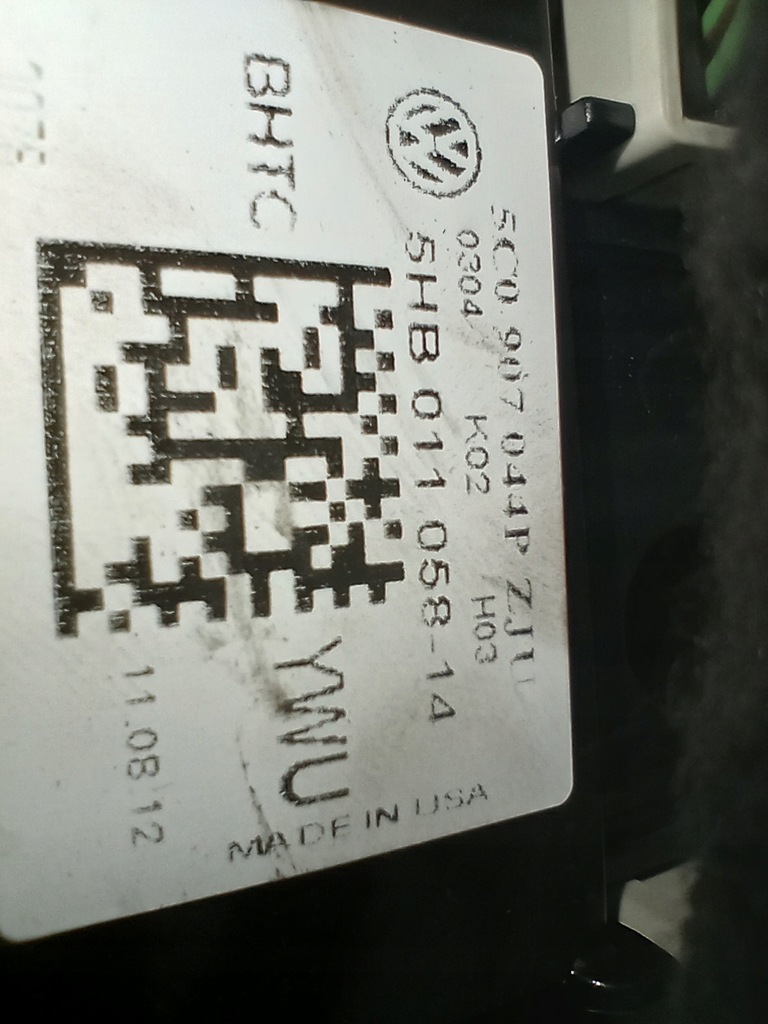 5C0 907 044P ZJU
0304 K02 H03
5HB 011 058-14
BHTC
YWU
11.08.12
MADE IN USA